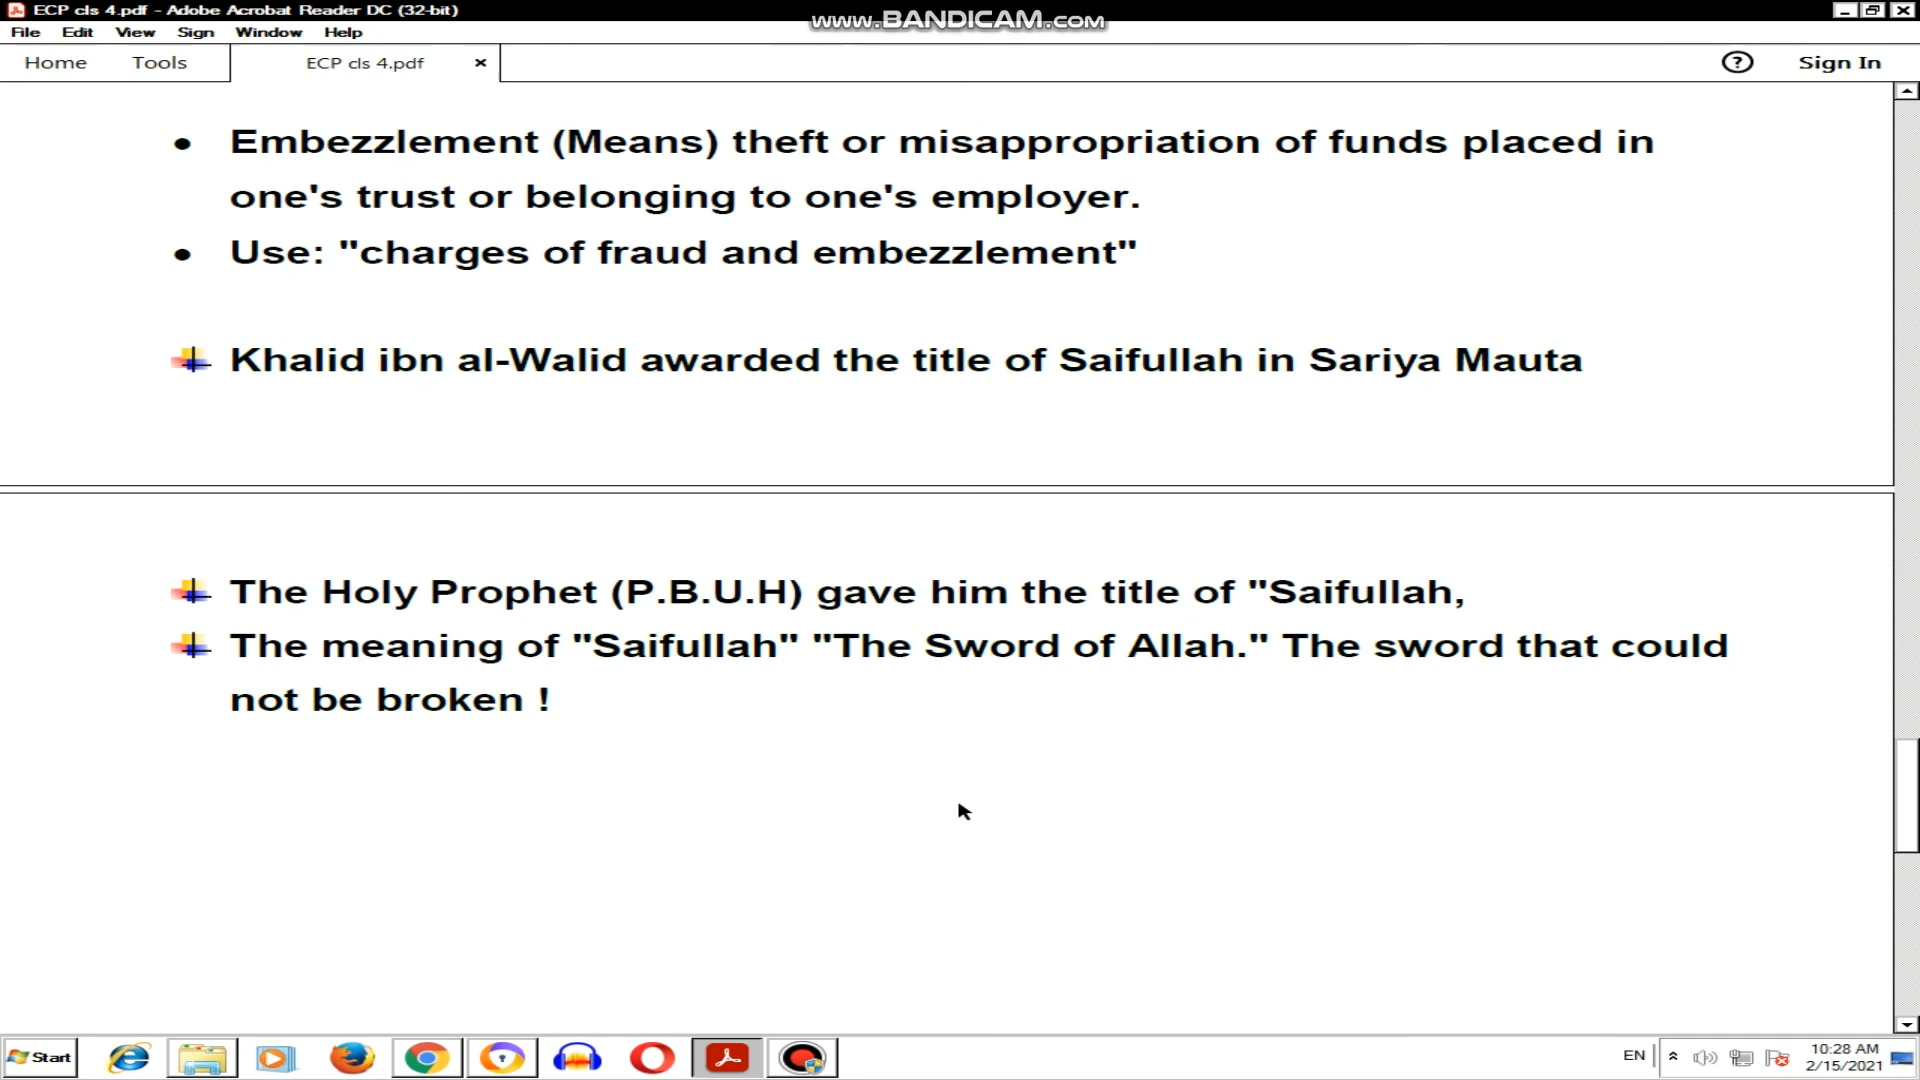 ECP cls 4.pdf - Adobe Acrobat Reader DC (32-bit)
www.BANDICAM.com
File Edit View Sign Window Help
Home Tools ECP cls 4.pdf × ? Sign In
• Embezzlement (Means) theft or misappropriation of funds placed in
one's trust or belonging to one's employer.
• Use: "charges of fraud and embezzlement"
Khalid ibn al-Walid awarded the title of Saifullah in Sariya Mauta
The Holy Prophet (P.B.U.H) gave him the title of "Saifullah,
The meaning of "Saifullah" "The Sword of Allah." The sword that could
not be broken !
Start EN 10:28 AM
2/15/2021